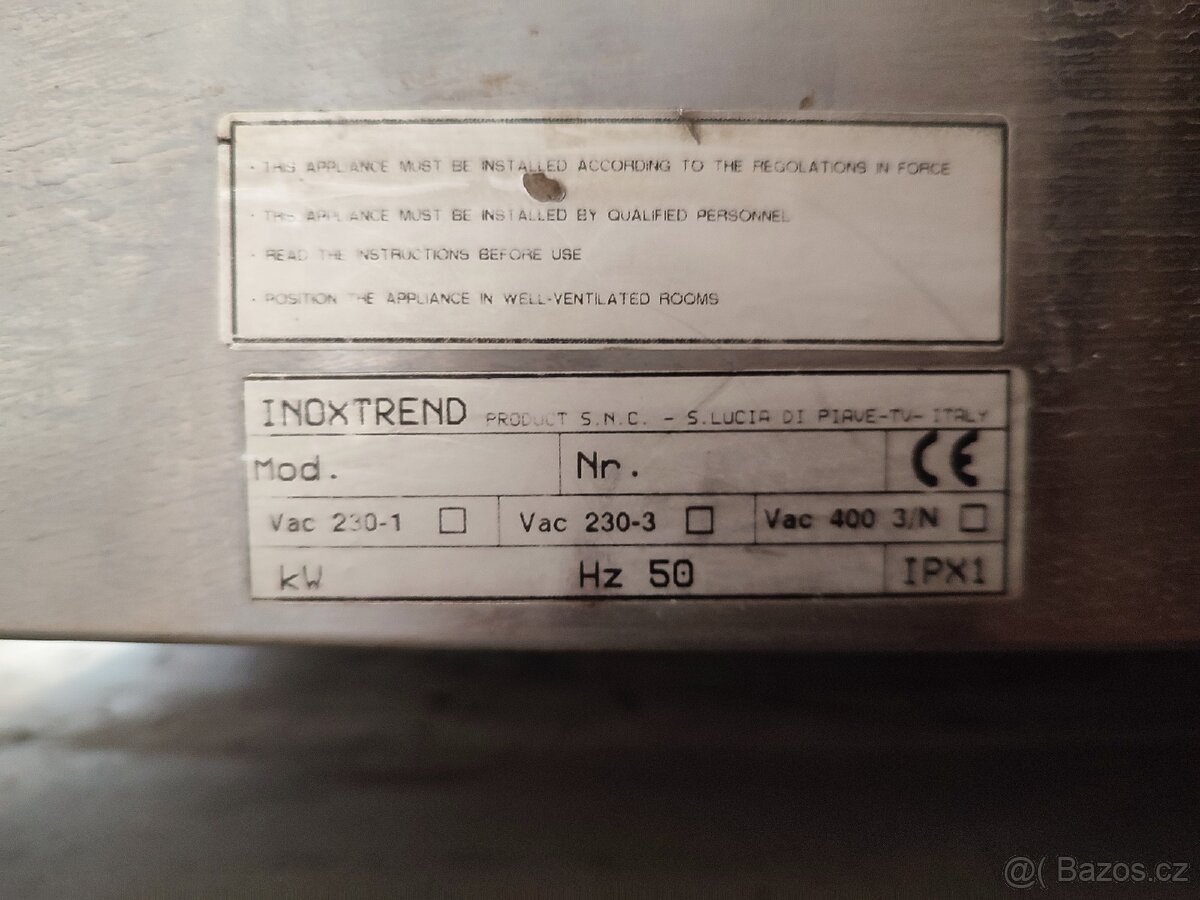 - THIS APPLIANCE MUST BE INSTALLED ACCORDING TO THE REGOLATIONS IN FORCE
- THIS APPLIANCE MUST BE INSTALLED BY QUALIFIED PERSONNEL
- READ THE INSTRUCTIONS BEFORE USE
- POSITION THE APPLIANCE IN WELL-VENTILATED ROOMS
INOXTREND PRODUCT S.N.C. - S.LUCIA DI PIAVE-TV- ITALY
Mod. Nr. CE
Vac 230-1 Vac 230-3 Vac 400 3/N
kW Hz 50 IPX1
@( Bazos.cz